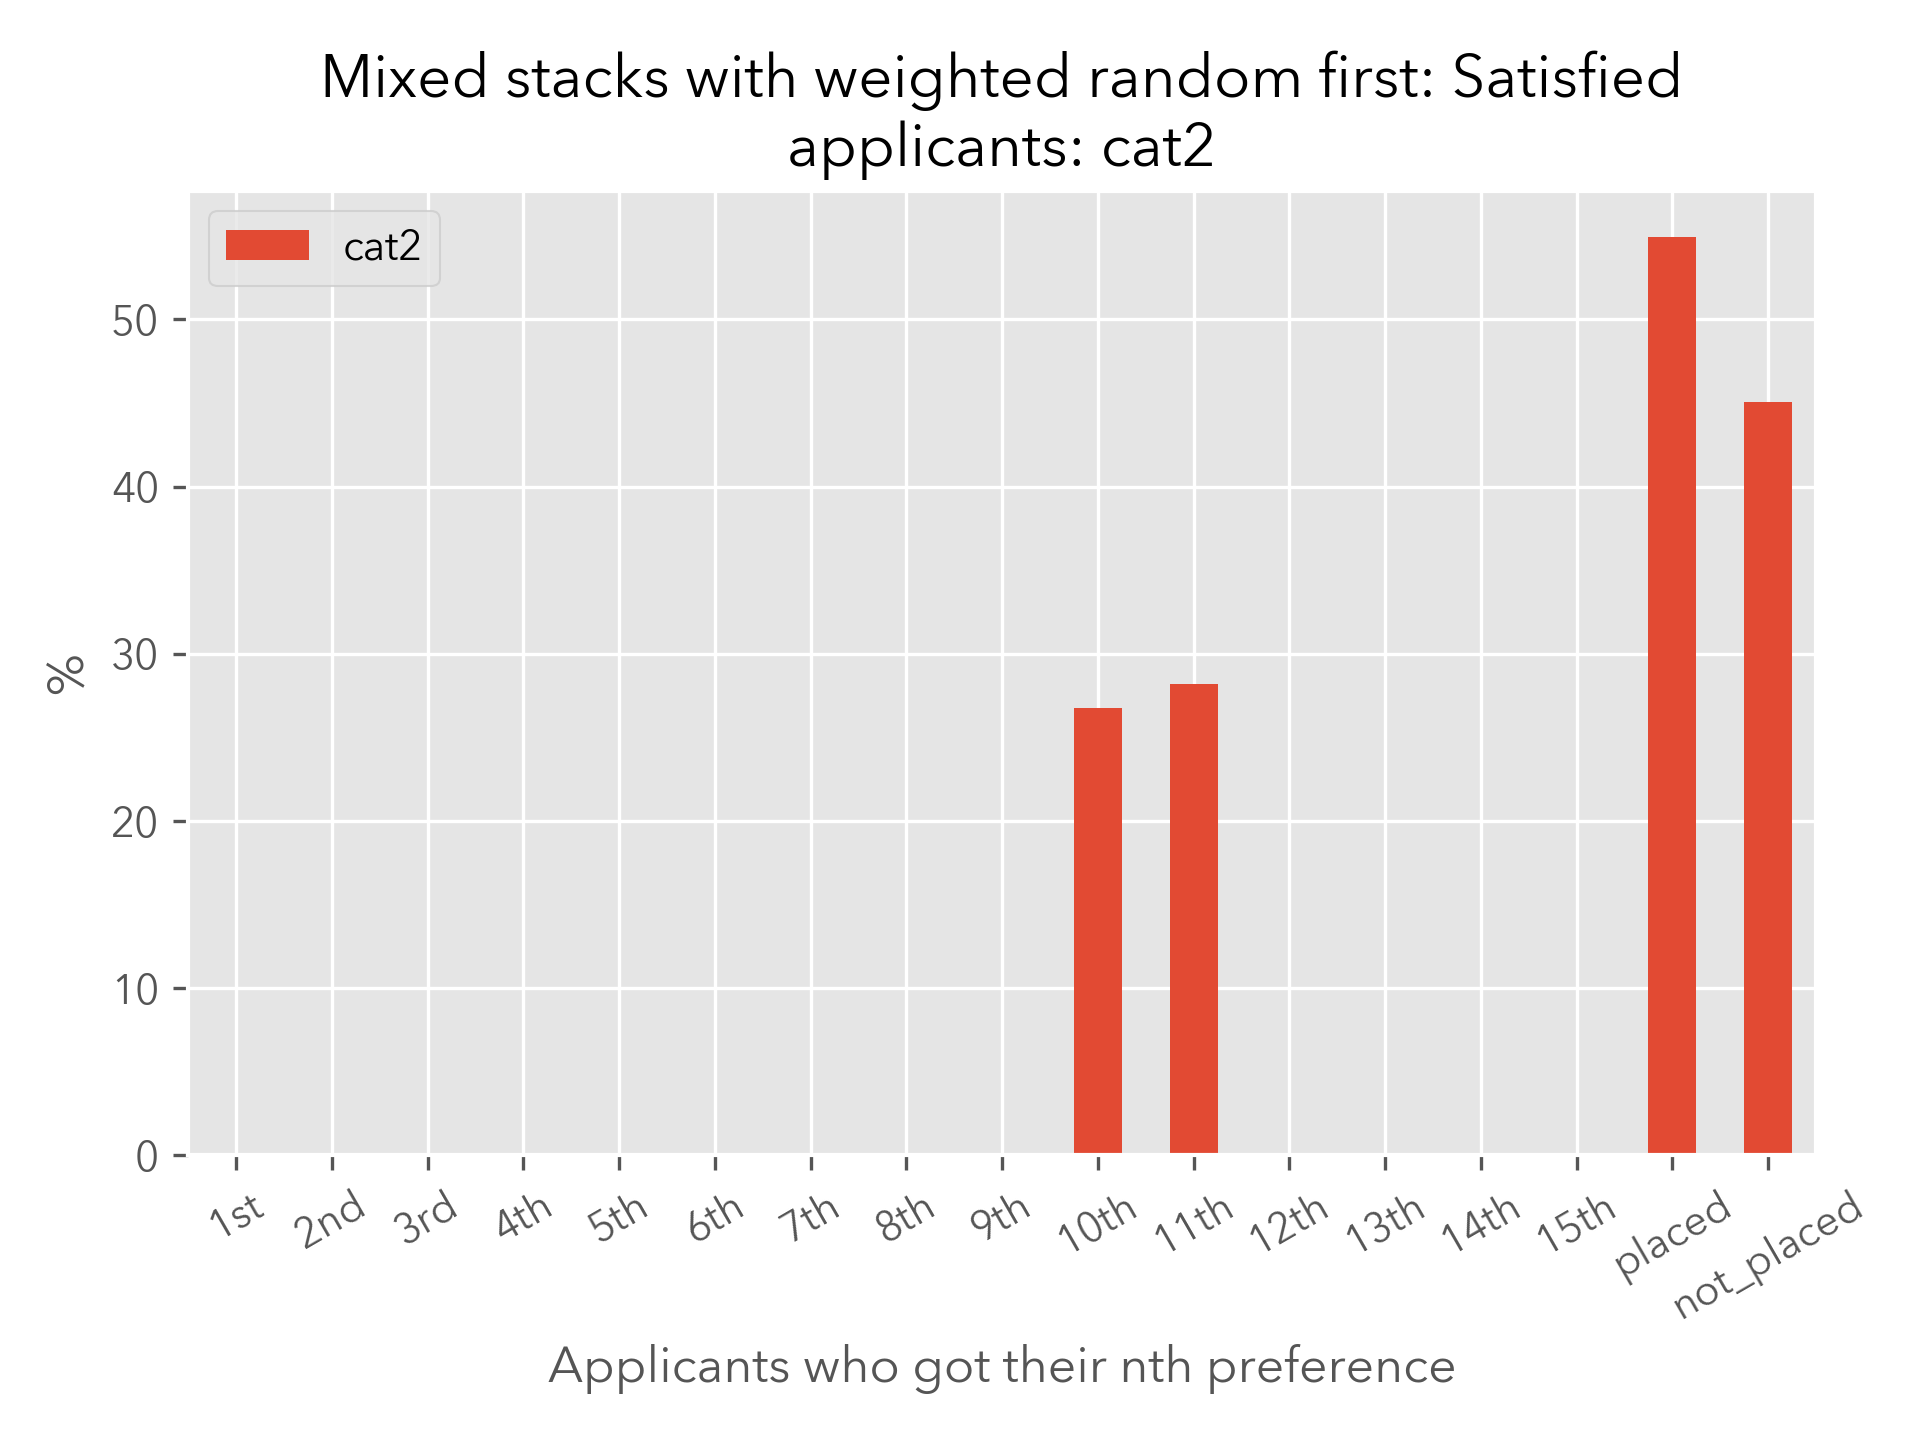 Mixed stacks with weighted random first: Satisfied
applicants: cat2
cat2
50
40
30
20
10
0
%
1st
2nd
3rd
4th
5th
6th
7th
8th
9th
10th
11th
12th
13th
14th
15th
placed
not_placed
Applicants who got their nth preference